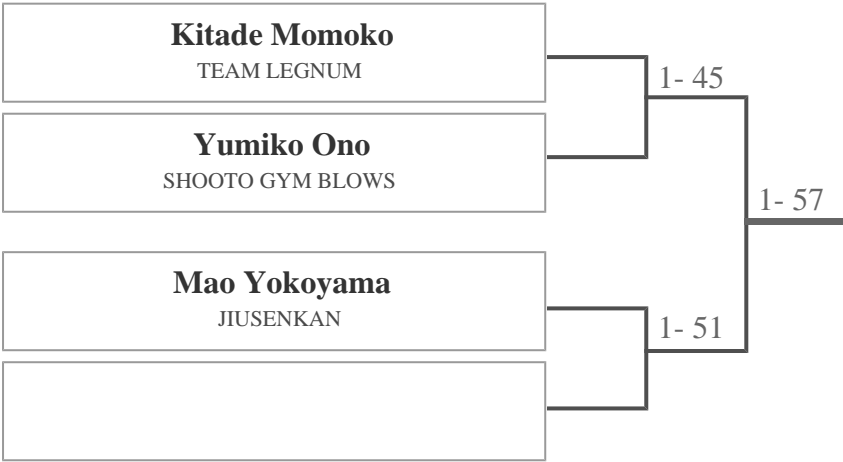 Kitade Momoko
TEAM LEGNUM
1- 45
Yumiko Ono
SHOOTO GYM BLOWS
1- 57
Mao Yokoyama
JIUSENKAN
1- 51